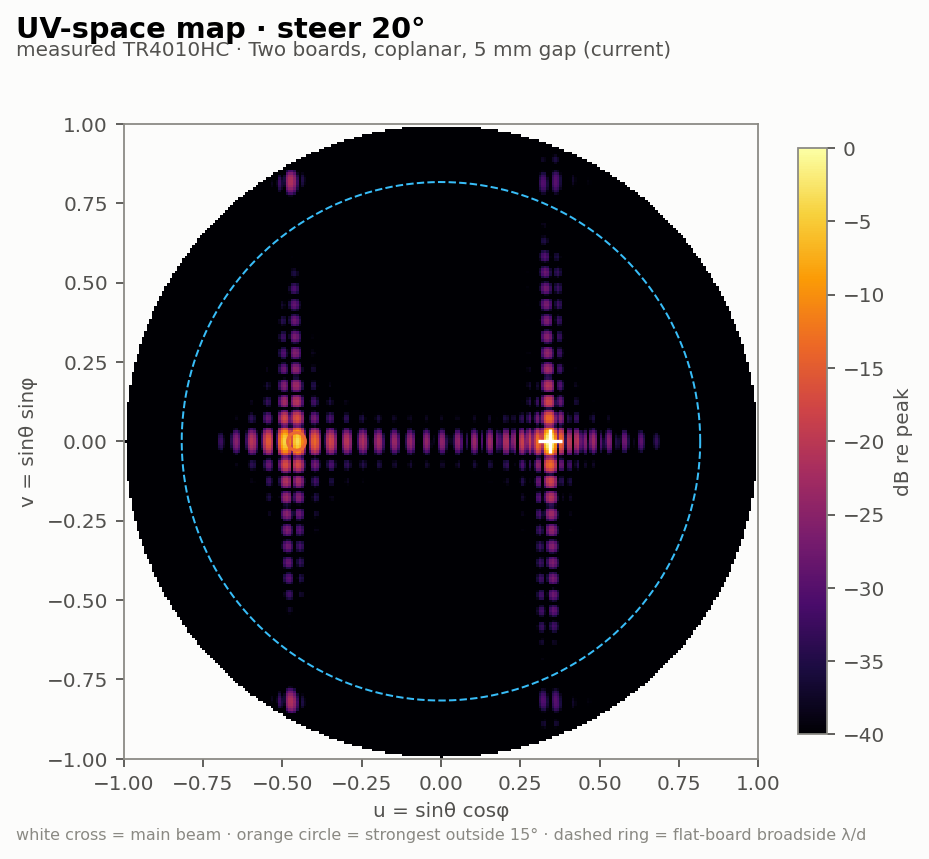 UV-space map · steer 20°
measured TR4010HC · Two boards, coplanar, 5 mm gap (current)
1.00
0.75
0.50
0.25
0.00
−0.25
−0.50
−0.75
−1.00
v = sinθ sinφ
−1.00 −0.75 −0.50 −0.25 0.00 0.25 0.50 0.75 1.00
u = sinθ cosφ
0
−5
−10
−15
−20
−25
−30
−35
−40
dB re peak
white cross = main beam · orange circle = strongest outside 15° · dashed ring = flat-board broadside λ/d